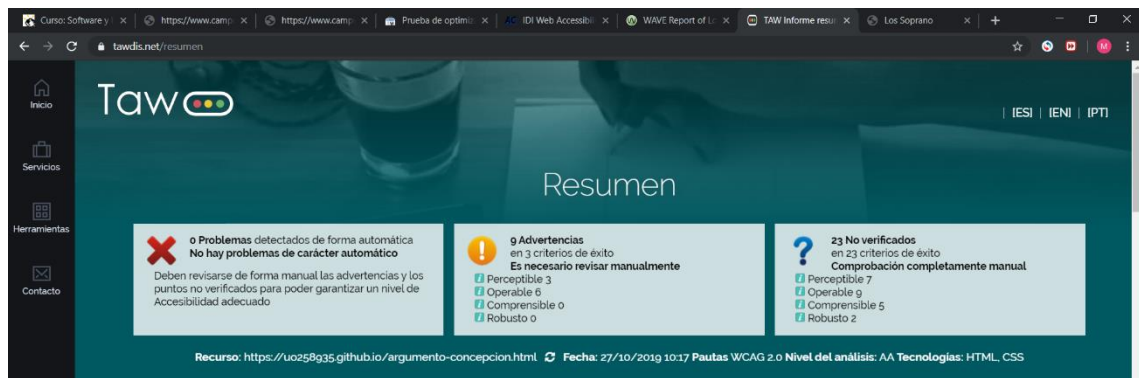 Curso: Software y
https://www.camp
https://www.camp
Prueba de optimiz
AC IDI Web Accessibil
WAVE Report of Lo
TAW Informe resur
Los Soprano
tawdis.net/resumen
M
Inicio
Servicios
Herramientas
Contacto
Taw
| [ES] | [EN] | [PT]
Resumen
0 Problemas detectados de forma automática
No hay problemas de carácter automático
Deben revisarse de forma manual las advertencias y los
puntos no verificados para poder garantizar un nivel de
Accesibilidad adecuado
9 Advertencias
en 3 criterios de éxito
Es necesario revisar manualmente
Perceptible 3
Operable 6
Comprensible 0
Robusto 0
23 No verificados
en 23 criterios de éxito
Comprobación completamente manual
Perceptible 7
Operable 9
Comprensible 5
Robusto 2
Recurso: https://uo258935.github.io/argumento-concepcion.html Fecha: 27/10/2019 10:17 Pautas WCAG 2.0 Nivel del análisis: AA Tecnologías: HTML, CSS